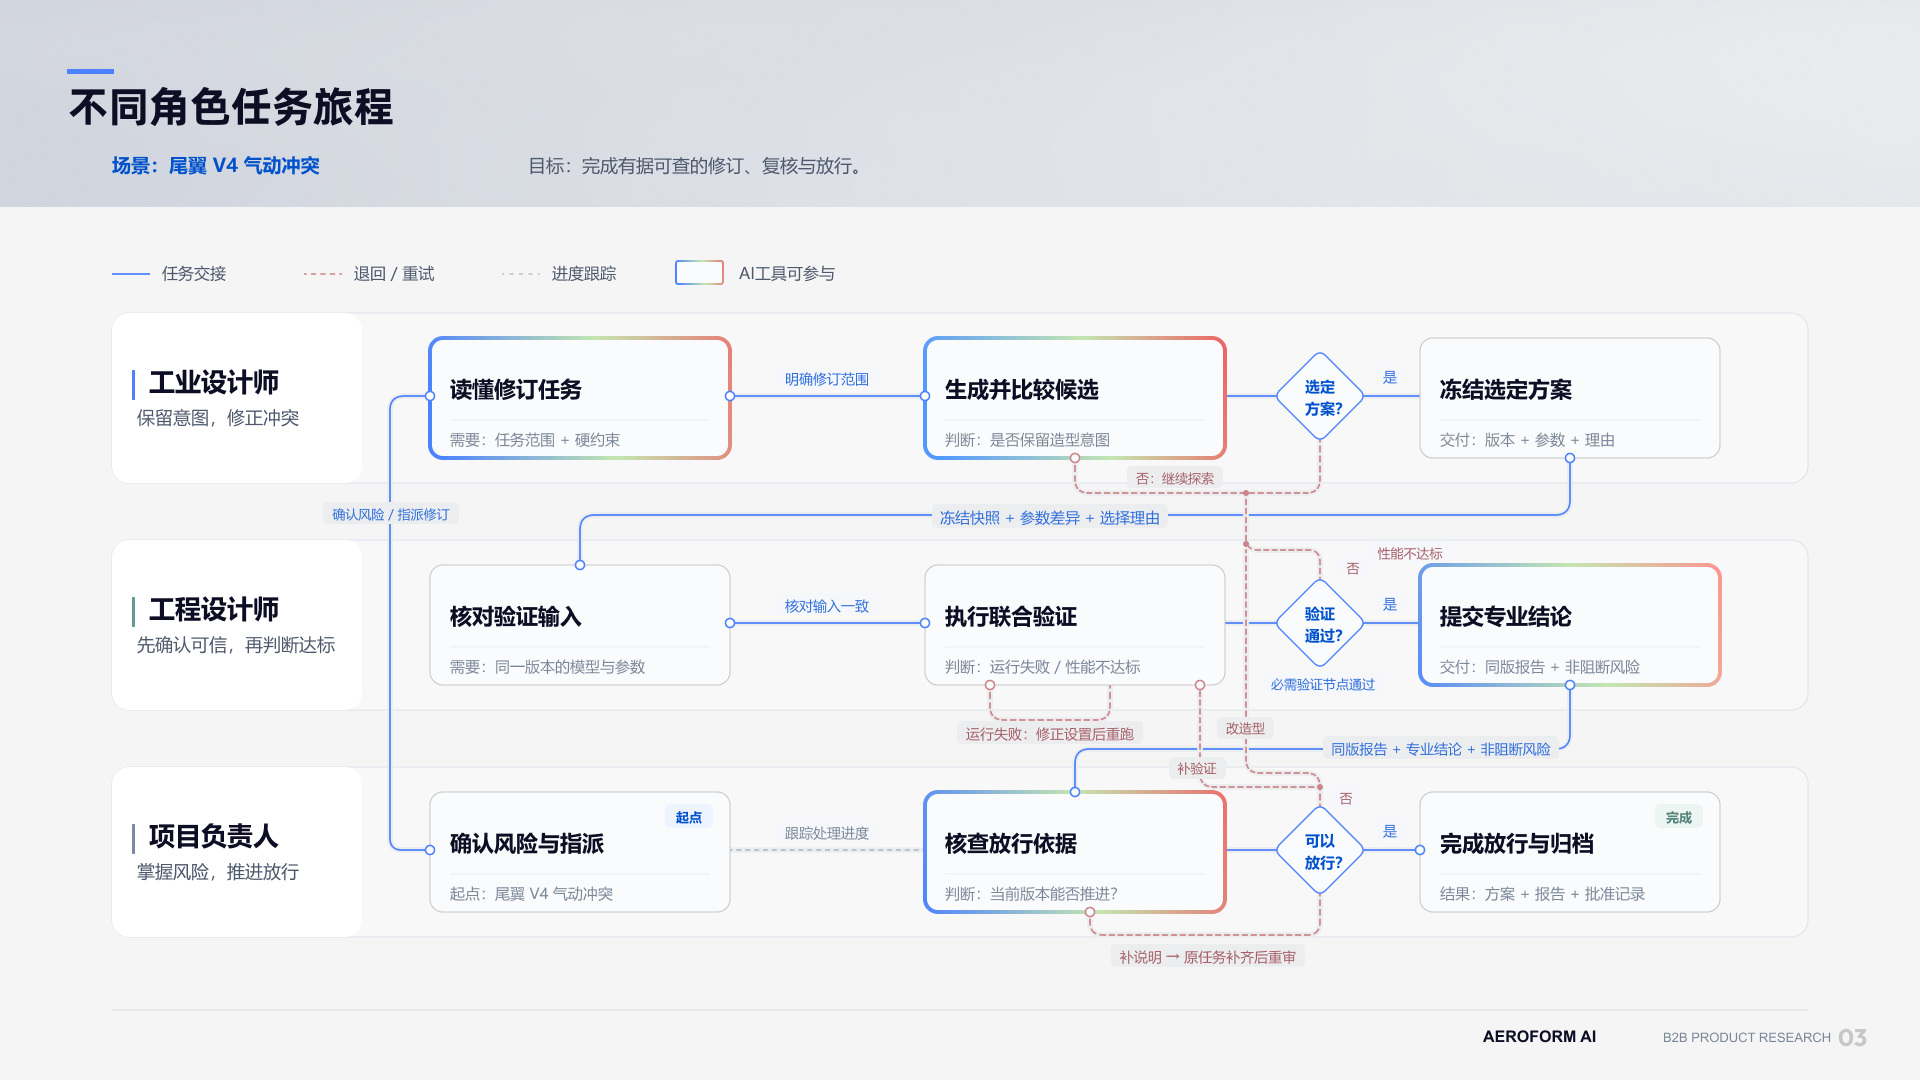 不同角色任务旅程
场景：尾翼 V4 气动冲突
目标：完成有据可查的修订、复核与放行。
任务交接
退回 / 重试
进度跟踪
AI工具可参与
工业设计师
保留意图，修正冲突
读懂修订任务
需要：任务范围 + 硬约束
明确修订范围
生成并比较候选
判断：是否保留造型意图
选定
方案?
是
冻结选定方案
交付：版本 + 参数 + 理由
否：继续探索
确认风险 / 指派修订
冻结快照 + 参数差异 + 选择理由
工程设计师
先确认可信，再判断达标
核对验证输入
需要：同一版本的模型与参数
核对输入一致
执行联合验证
判断：运行失败 / 性能不达标
性能不达标
否
验证
通过?
是
必需验证节点通过
提交专业结论
交付：同版报告 + 非阻断风险
运行失败：修正设置后重跑
改造型
同版报告 + 专业结论 + 非阻断风险
补验证
项目负责人
掌握风险，推进放行
起点
确认风险与指派
起点：尾翼 V4 气动冲突
跟踪处理进度
核查放行依据
判断：当前版本能否推进？
否
可以
放行?
是
完成
完成放行与归档
结果：方案 + 报告 + 批准记录
补说明 → 原任务补齐后重审
AEROFORM AI
B2B PRODUCT RESEARCH
03